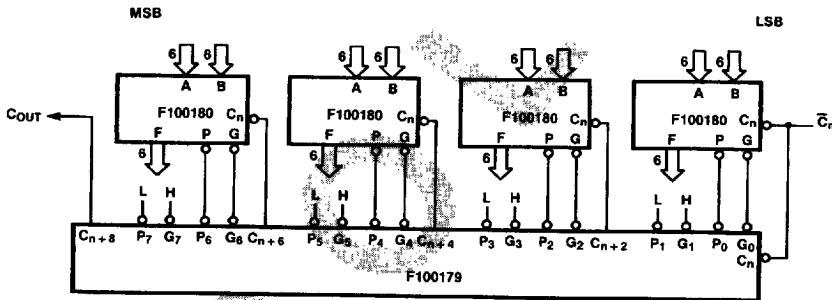 MSB LSB
6 6 6 6 6 6 6 6
A B A B A B A B
COUT F100180 Cn F100180 Cn F100180 Cn F100180 Cn C̅n
F P G F P G F P G F P G
6 6 6 6
L H L H L H L H
Cn+8 P7 G7 P6 G6 Cn+6 P5 G5 P4 G4 Cn+4 P3 G3 P2 G2 Cn+2 P1 G1 P0 G0
Cn
F100179